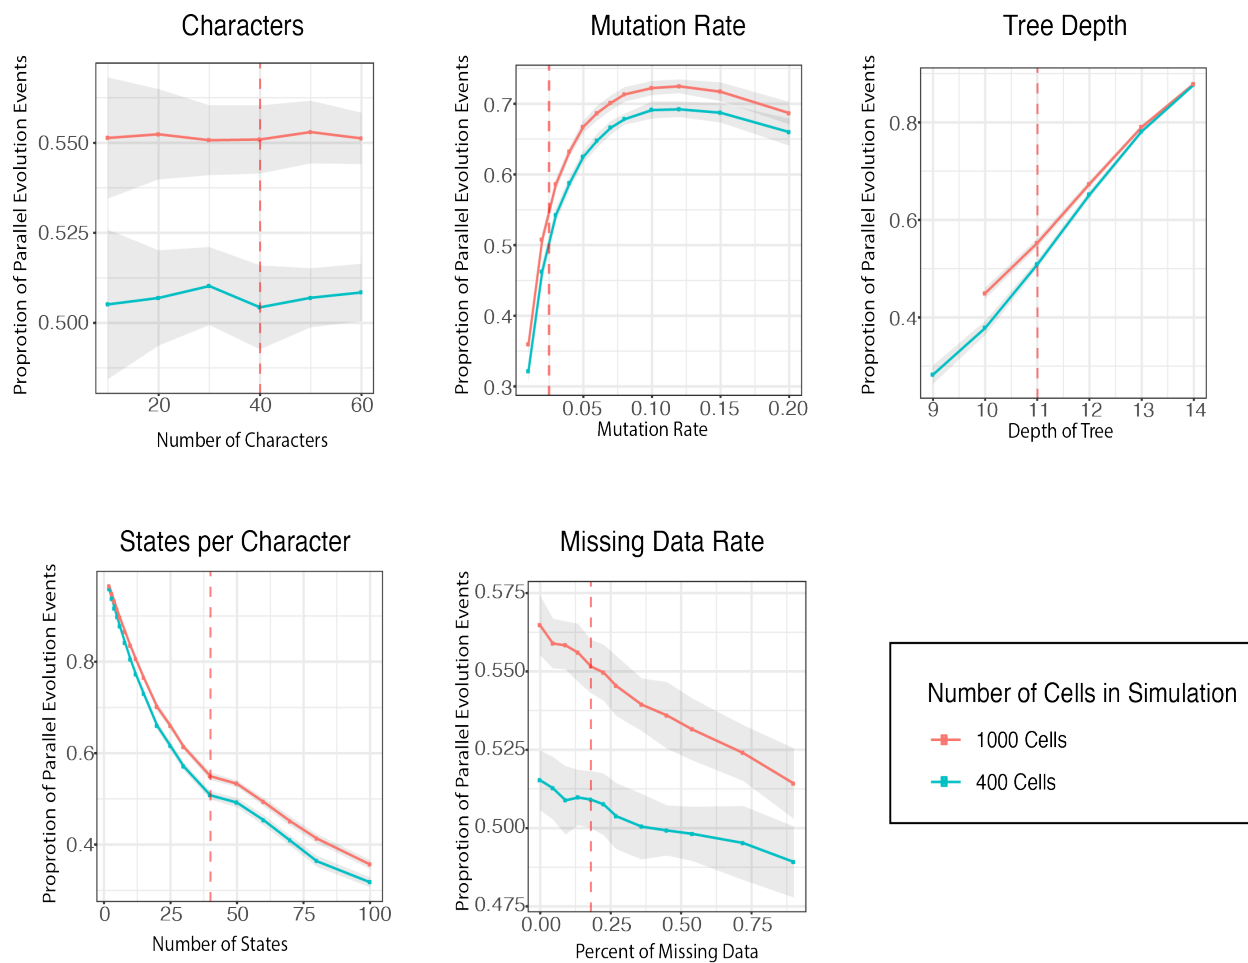 Characters
Proprotion of Parallel Evolution Events
0.550
0.525
0.500
20 40 60
Number of Characters
Mutation Rate
Proprotion of Parallel Evolution Events
0.7
0.6
0.5
0.4
0.3
0.05 0.10 0.15 0.20
Mutation Rate
Tree Depth
Proprotion of Parallel Evolution Events
0.8
0.6
0.4
9 10 11 12 13 14
Depth of Tree
States per Character
Proprotion of Parallel Evolution Events
0.8
0.6
0.4
0 25 50 75 100
Number of States
Missing Data Rate
Proprotion of Parallel Evolution Events
0.575
0.550
0.525
0.500
0.475
0.00 0.25 0.50 0.75
Percent of Missing Data
Number of Cells in Simulation
1000 Cells
400 Cells